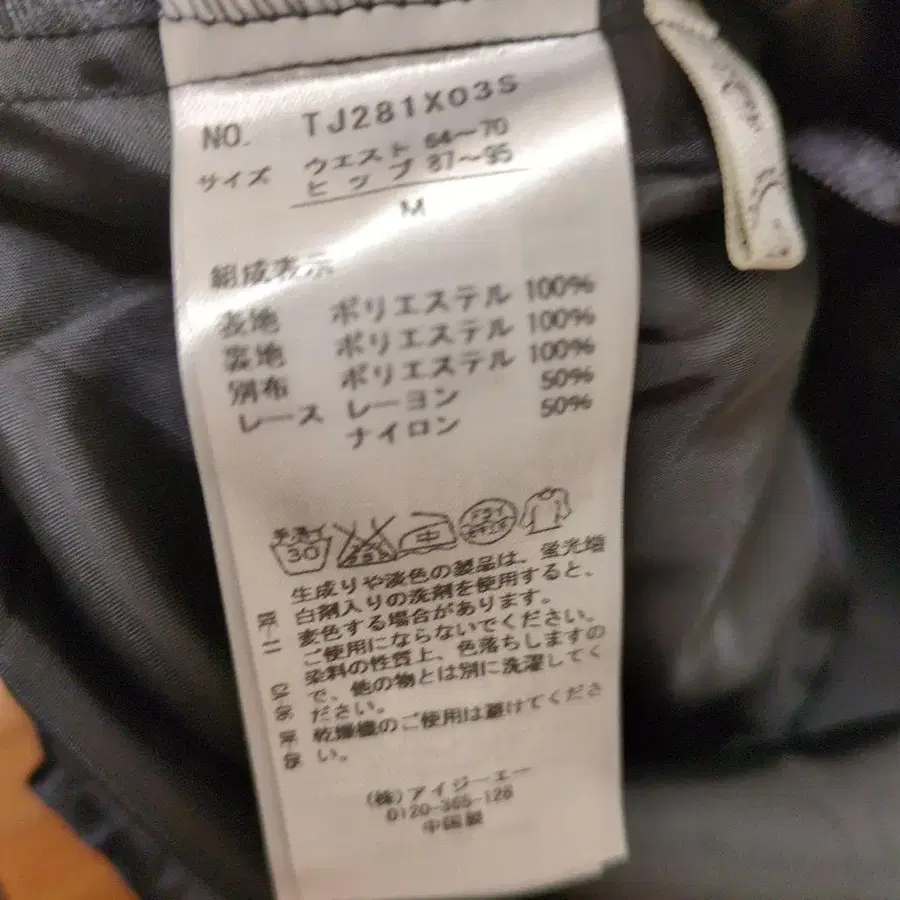 NO. TJ281X03S
サイズ ウエスト 64～70
ヒップ 87～95
M
組成表示
表地 ポリエステル 100%
裏地 ポリエステル 100%
別布 ポリエステル 100%
レース レーヨン 50%
ナイロン 50%
手洗イ 30 中 ドライ
生成りや淡色の製品は、蛍光増
白剤入りの洗剤を使用すると、
変色する場合があります。
ご使用にならないでください。
染料の性質上、色落ちしますの
で、他の物とは別に洗濯してく
ださい。
乾燥機のご使用は避けてくださ
い。
(株)アイジーエー
0120-365-128
中国製